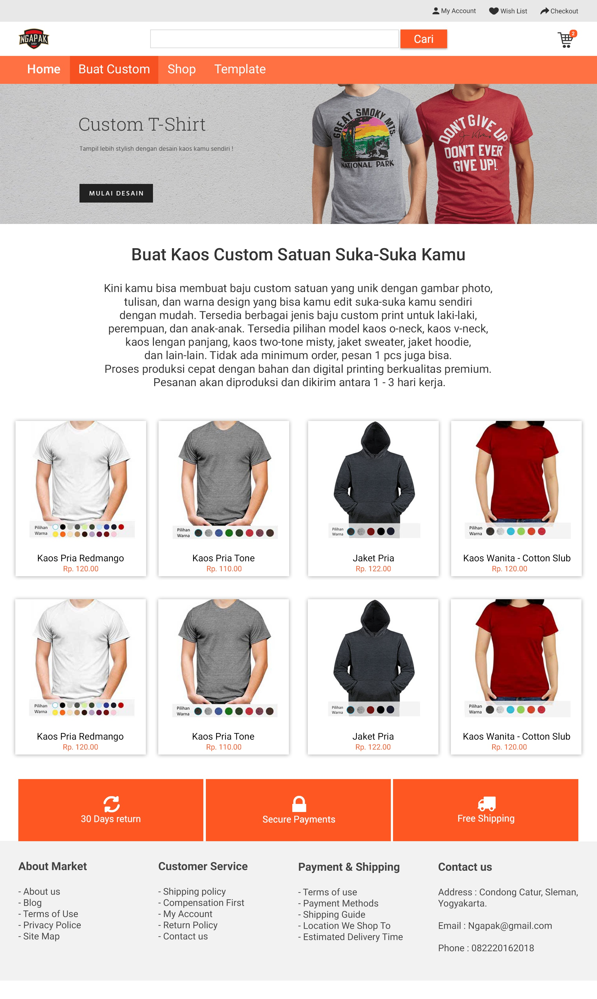 My Account
Wish List
Checkout
NGAPAK
SHOP
Cari
2
Home
Buat Custom
Shop
Template
Custom T-Shirt
Tampil lebih stylish dengan desain kaos kamu sendiri !
MULAI DESAIN
GREAT SMOKY MTS.
NATIONAL PARK
DON'T GIVE UP
DON'T EVER
GIVE UP!
Buat Kaos Custom Satuan Suka-Suka Kamu
Kini kamu bisa membuat baju custom satuan yang unik dengan gambar photo,
tulisan, dan warna design yang bisa kamu edit suka-suka kamu sendiri
dengan mudah. Tersedia berbagai jenis baju custom print untuk laki-laki,
perempuan, dan anak-anak. Tersedia pilihan model kaos o-neck, kaos v-neck,
kaos lengan panjang, kaos two-tone misty, jaket sweater, jaket hoodie,
dan lain-lain. Tidak ada minimum order, pesan 1 pcs juga bisa.
Proses produksi cepat dengan bahan dan digital printing berkualitas premium.
Pesanan akan diproduksi dan dikirim antara 1 - 3 hari kerja.
Pilihan
Warna
Kaos Pria Redmango
Rp. 120.00
Pilihan
Warna
Kaos Pria Tone
Rp. 110.00
Pilihan
Warna
Jaket Pria
Rp. 122.00
Pilihan
Warna
Kaos Wanita - Cotton Slub
Rp. 120.00
Pilihan
Warna
Kaos Pria Redmango
Rp. 120.00
Pilihan
Warna
Kaos Pria Tone
Rp. 110.00
Pilihan
Warna
Jaket Pria
Rp. 122.00
Pilihan
Warna
Kaos Wanita - Cotton Slub
Rp. 120.00
30 Days return
Secure Payments
Free Shipping
About Market
- About us
- Blog
- Terms of Use
- Privacy Police
- Site Map
Customer Service
- Shipping policy
- Compensation First
- My Account
- Return Policy
- Contact us
Payment & Shipping
- Terms of use
- Payment Methods
- Shipping Guide
- Location We Shop To
- Estimated Delivery Time
Contact us
Address : Condong Catur, Sleman,
Yogyakarta.
Email : Ngapak@gmail.com
Phone : 082220162018